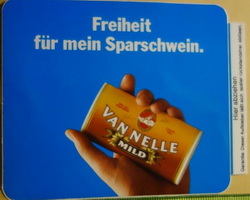 Freiheit
für mein Sparschwein.
VAN NELLE
MILD
Hier abziehen